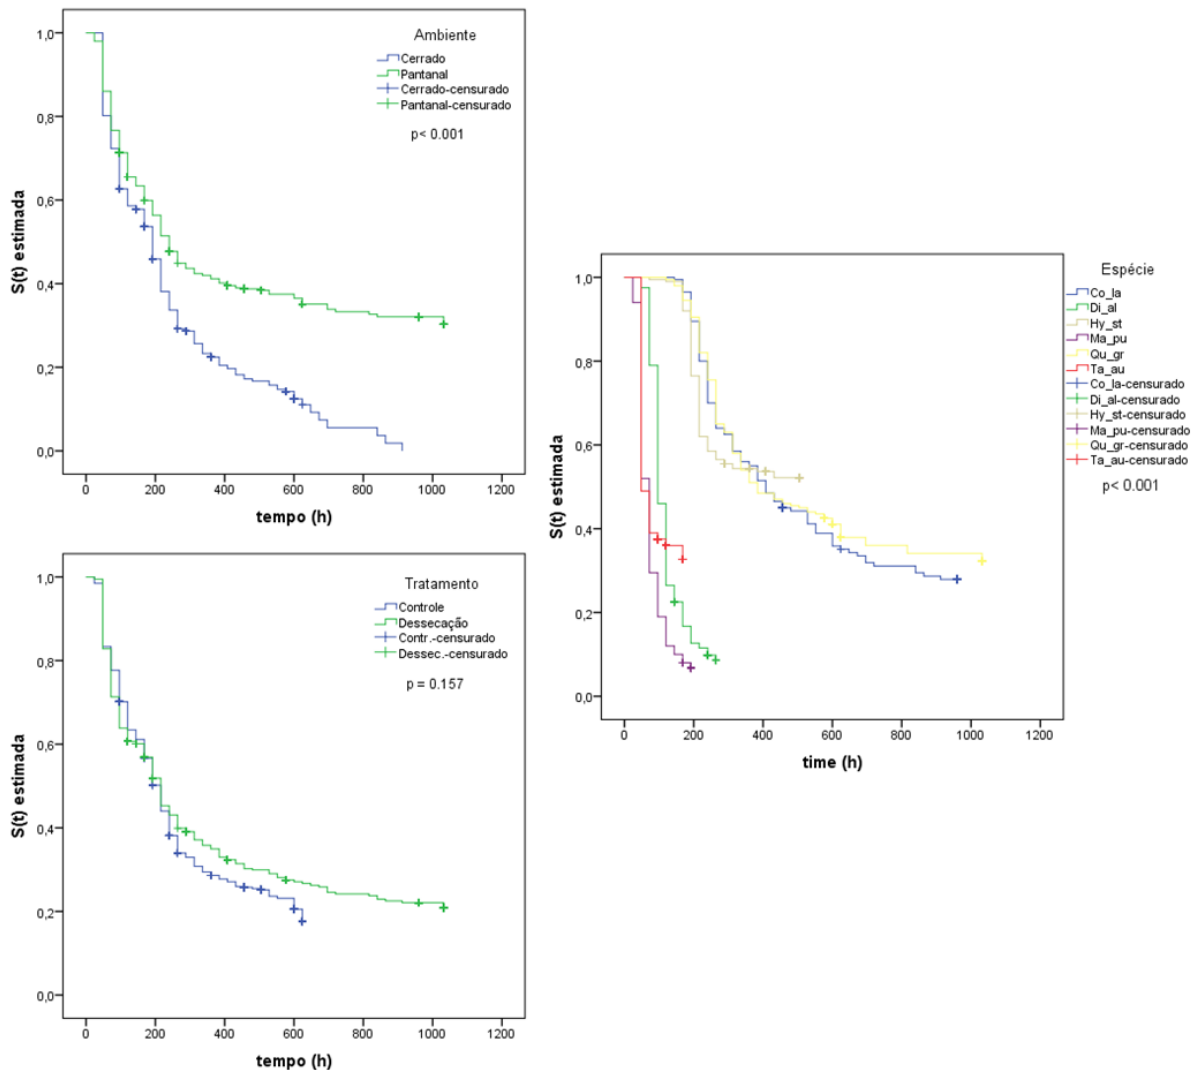 Ambiente
Cerrado
Pantanal
Cerrado-censurado
Pantanal-censurado
p< 0.001
S(t) estimada
1,0
0,8
0,6
0,4
0,2
0,0
0 200 400 600 800 1000 1200
tempo (h)
Tratamento
Controle
Dessecação
Contr.-censurado
Dessec.-censurado
p = 0.157
S(t) estimada
1,0
0,8
0,6
0,4
0,2
0,0
0 200 400 600 800 1000 1200
tempo (h)
Espécie
Co_la
Di_al
Hy_st
Ma_pu
Qu_gr
Ta_au
Co_la-censurado
Di_al-censurado
Hy_st-censurado
Ma_pu-censurado
Qu_gr-censurado
Ta_au-censurado
p< 0.001
S(t) estimada
1,0
0,8
0,6
0,4
0,2
0,0
0 200 400 600 800 1000 1200
time (h)